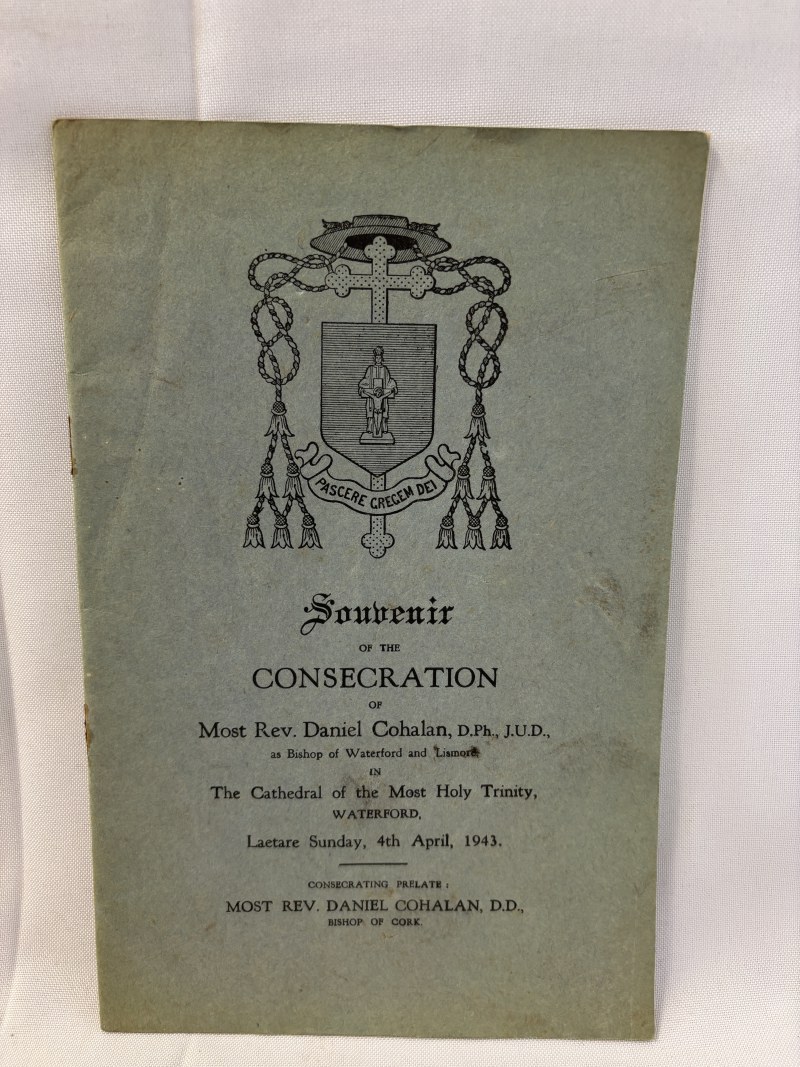 PASCERE GREGEM DEI
Souvenir
OF THE
CONSECRATION
OF
Most Rev. Daniel Cohalan, D.Ph., J.U.D.,
as Bishop of Waterford and Lismore
IN
The Cathedral of the Most Holy Trinity,
WATERFORD,
Laetare Sunday, 4th April, 1943.
CONSECRATING PRELATE :
MOST REV. DANIEL COHALAN, D.D.,
BISHOP OF CORK.